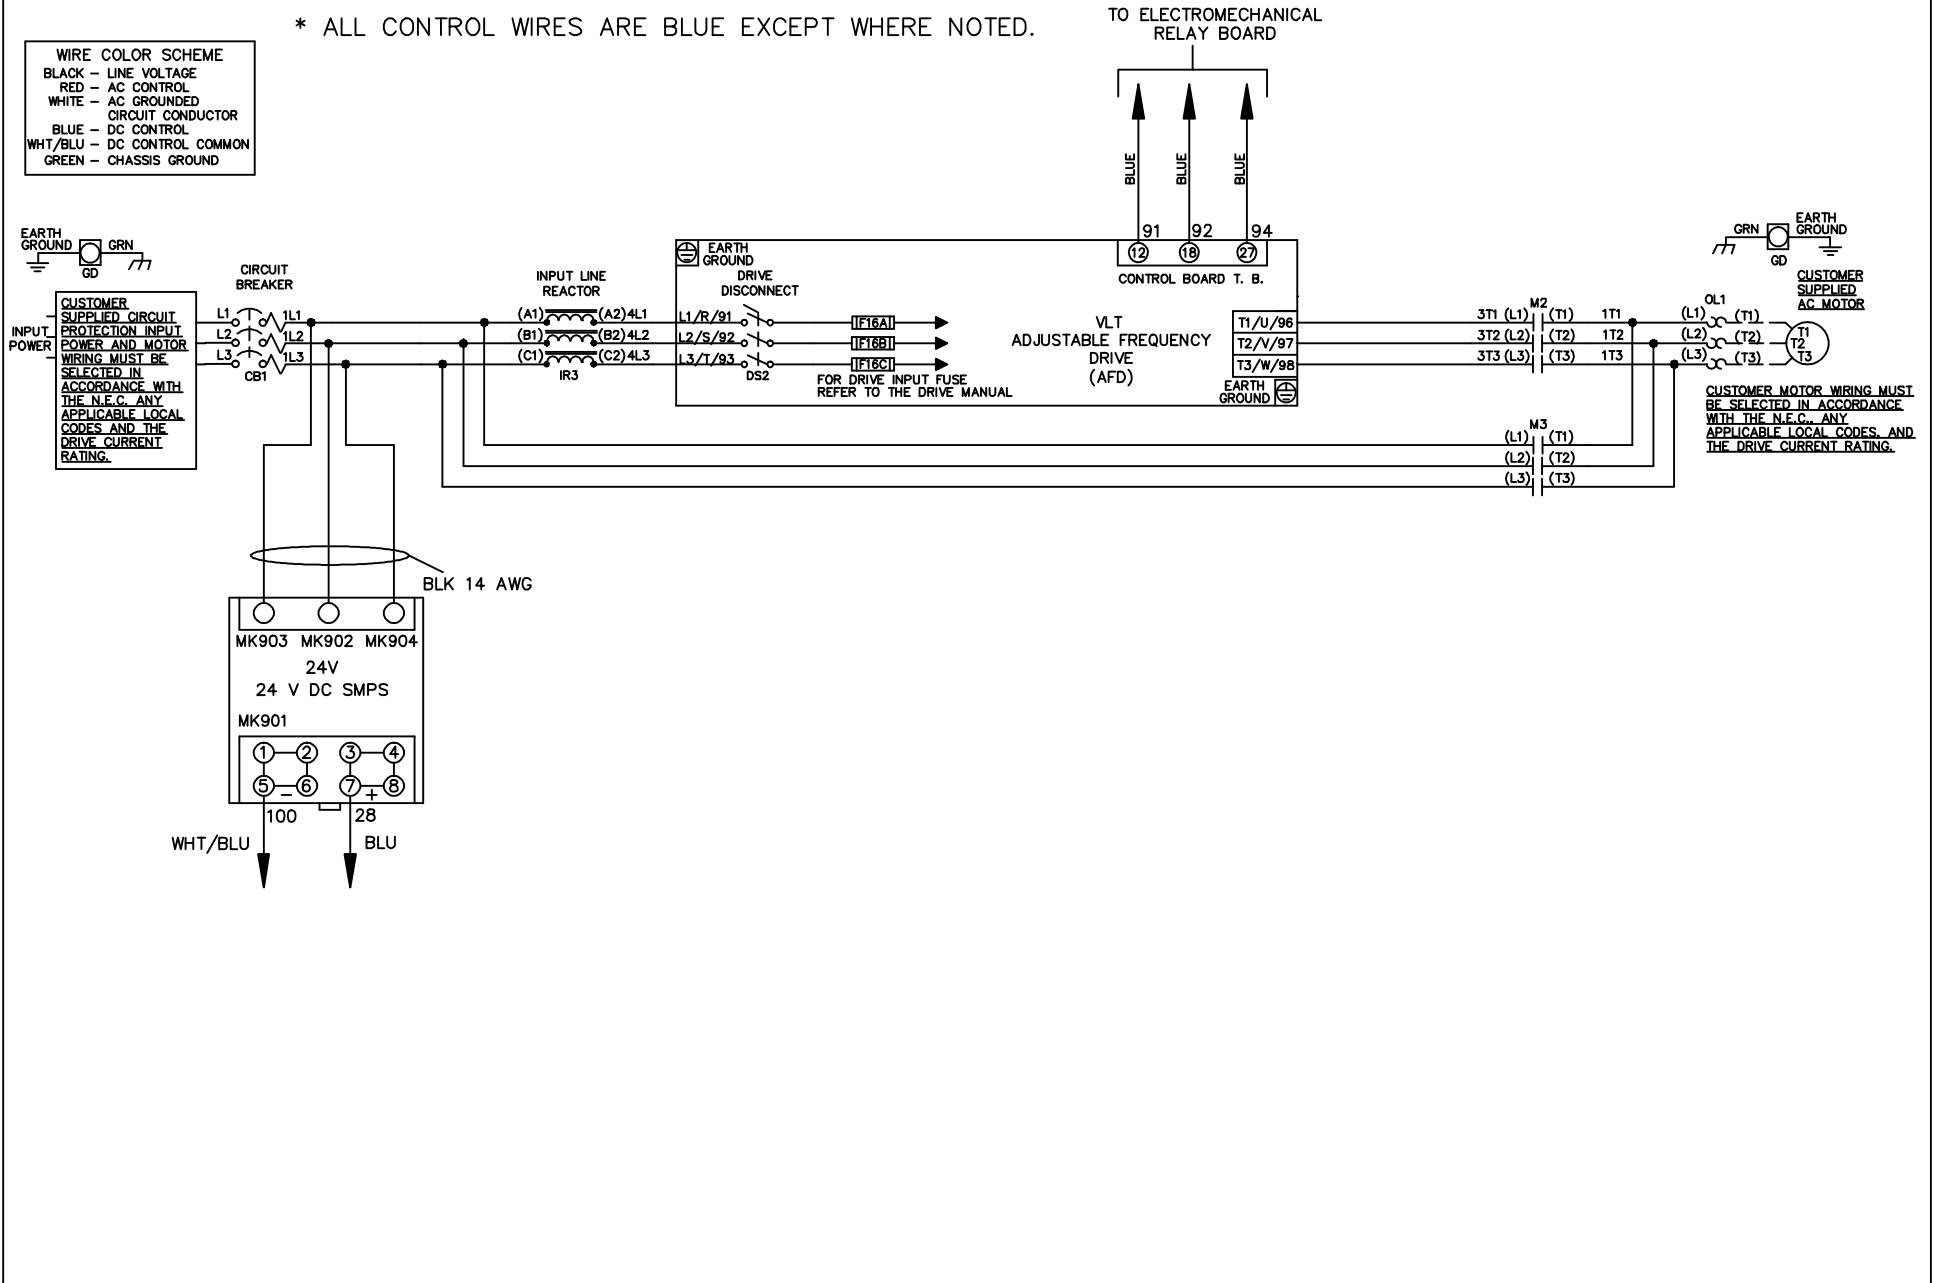 * ALL CONTROL WIRES ARE BLUE EXCEPT WHERE NOTED.
TO ELECTROMECHANICAL
RELAY BOARD
WIRE COLOR SCHEME
BLACK – LINE VOLTAGE
RED – AC CONTROL
WHITE – AC GROUNDED
CIRCUIT CONDUCTOR
BLUE – DC CONTROL
WHT/BLU – DC CONTROL COMMON
GREEN – CHASSIS GROUND
BLUE
BLUE
BLUE
91 92 94
12 18 27
CONTROL BOARD T. B.
EARTH
GROUND
GRN
GD
CIRCUIT
BREAKER
INPUT
POWER
CUSTOMER
SUPPLIED CIRCUIT
PROTECTION INPUT
POWER AND MOTOR
WIRING MUST BE
SELECTED IN
ACCORDANCE WITH
THE N.E.C. ANY
APPLICABLE LOCAL
CODES AND THE
DRIVE CURRENT
RATING.
L1 1L1
L2 1L2
L3 1L3
CB1
INPUT LINE
REACTOR
(A1) (A2) 4L1
(B1) (B2) 4L2
(C1) (C2) 4L3
IR3
EARTH
GROUND
DRIVE
DISCONNECT
L1/R/91
L2/S/92
L3/T/93
DS2
F16A
F16B
F16C
FOR DRIVE INPUT FUSE
REFER TO THE DRIVE MANUAL
VLT
ADJUSTABLE FREQUENCY
DRIVE
(AFD)
T1/U/96
T2/V/97
T3/W/98
EARTH
GROUND
M2
3T1 (L1) (T1) 1T1
3T2 (L2) (T2) 1T2
3T3 (L3) (T3) 1T3
M3
(L1) (T1)
(L2) (T2)
(L3) (T3)
OL1
(L1) (T1)
(L2) (T2)
(L3) (T3)
T1
T2
T3
GRN
GD
EARTH
GROUND
CUSTOMER
SUPPLIED
AC MOTOR
CUSTOMER MOTOR WIRING MUST
BE SELECTED IN ACCORDANCE
WITH THE N.E.C., ANY
APPLICABLE LOCAL CODES, AND
THE DRIVE CURRENT RATING.
BLK 14 AWG
MK903 MK902 MK904
24V
24 V DC SMPS
MK901
1 2 3 4
5 6 7 8
– +
100 28
WHT/BLU BLU